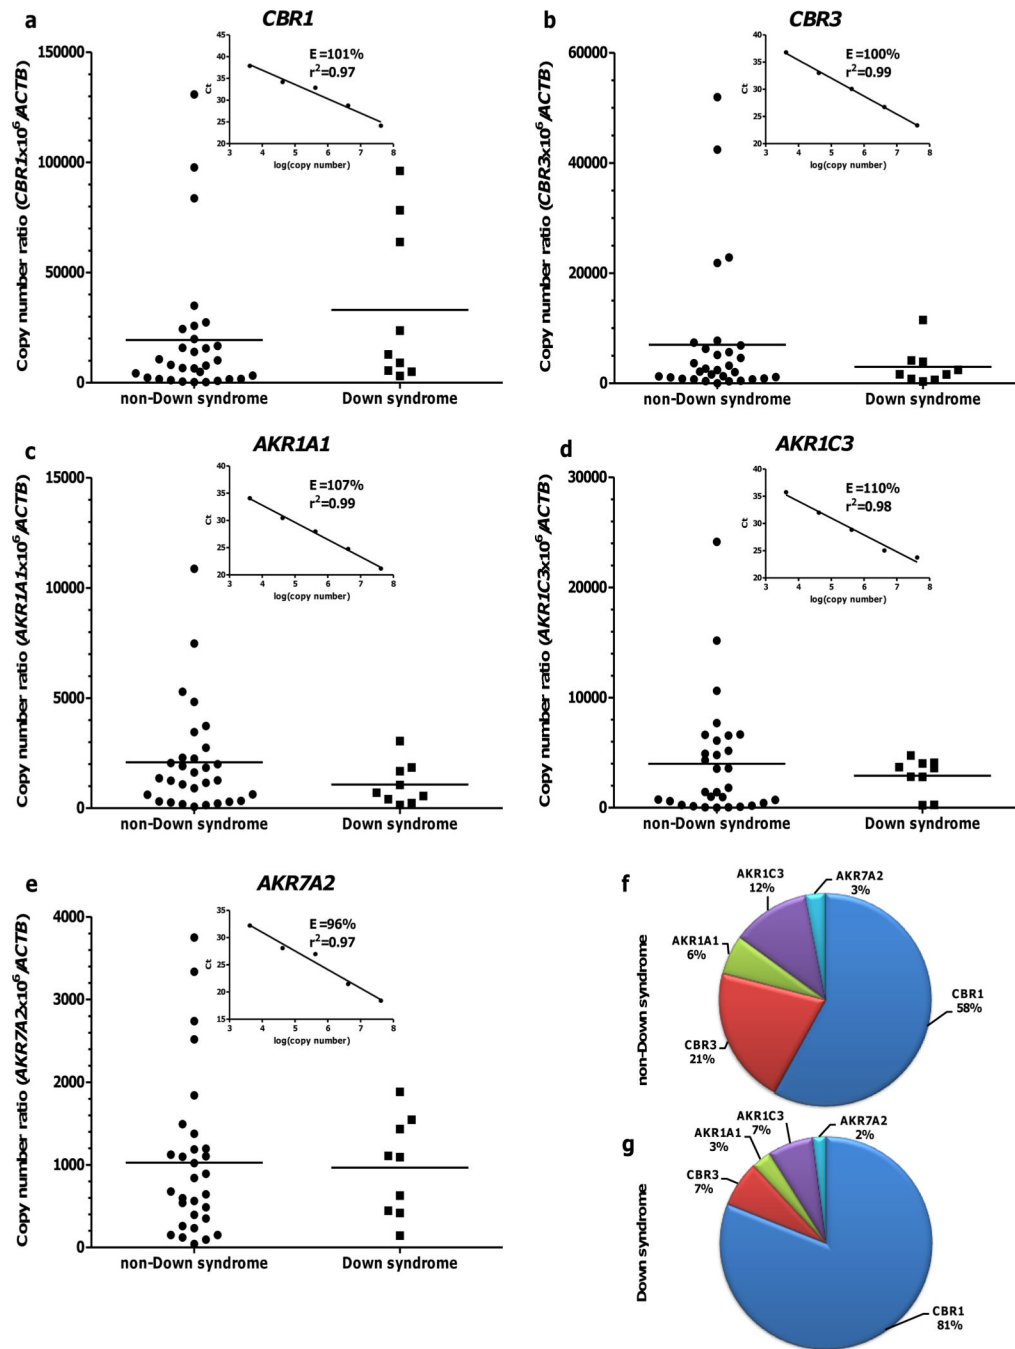 a
CBR1
Copy number ratio (CBR1x10⁶/ACTB)
150000
100000
50000
0
non-Down syndrome
Down syndrome
45
40
35
30
25
20
Ct
3 4 5 6 7 8
log(copy number)
E=101%
r²=0.97
b
CBR3
Copy number ratio (CBR3x10⁶/ACTB)
60000
40000
20000
0
non-Down syndrome
Down syndrome
40
35
30
25
20
Ct
3 4 5 6 7 8
log(copy number)
E=100%
r²=0.99
c
AKR1A1
Copy number ratio (AKR1A1x10⁶/ACTB)
15000
10000
5000
0
non-Down syndrome
Down syndrome
40
35
30
25
20
Ct
3 4 5 6 7 8
log(copy number)
E=107%
r²=0.99
d
AKR1C3
Copy number ratio (AKR1C3x10⁶/ACTB)
30000
20000
10000
0
non-Down syndrome
Down syndrome
40
35
30
25
20
Ct
3 4 5 6 7 8
log(copy number)
E=110%
r²=0.98
e
AKR7A2
Copy number ratio (AKR7A2x10⁶/ACTB)
4000
3000
2000
1000
0
non-Down syndrome
Down syndrome
35
30
25
20
15
Ct
3 4 5 6 7 8
log(copy number)
E=96%
r²=0.97
f
non-Down syndrome
AKR1C3
12%
AKR7A2
3%
AKR1A1
6%
CBR3
21%
CBR1
58%
g
Down syndrome
AKR1C3
7%
AKR7A2
2%
AKR1A1
3%
CBR3
7%
CBR1
81%